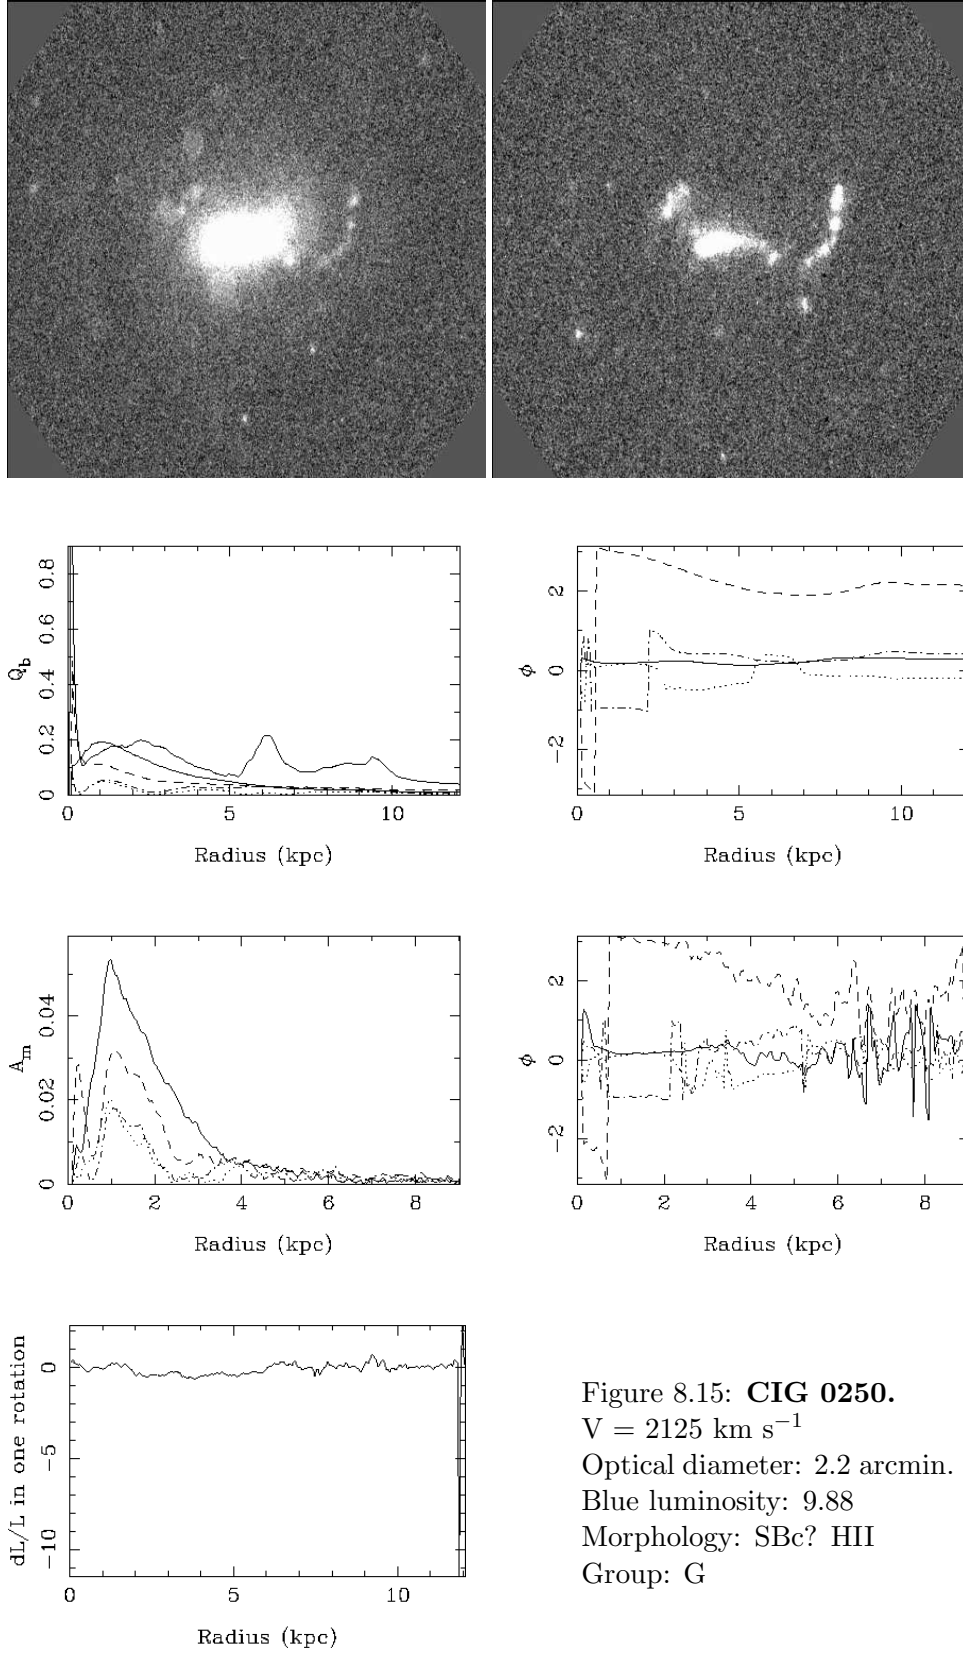 0.8
0.6
0.4
0.2
0
Q_b
0 5 10
Radius (kpc)
2
0
−2
φ
0 5 10
Radius (kpc)
0.04
0.02
0
A_m
0 2 4 6 8
Radius (kpc)
2
0
−2
φ
0 2 4 6 8
Radius (kpc)
0
−5
−10
dL/L in one rotation
0 5 10
Radius (kpc)
Figure 8.15: CIG 0250.
V = 2125 km s⁻¹
Optical diameter: 2.2 arcmin.
Blue luminosity: 9.88
Morphology: SBc? HII
Group: G